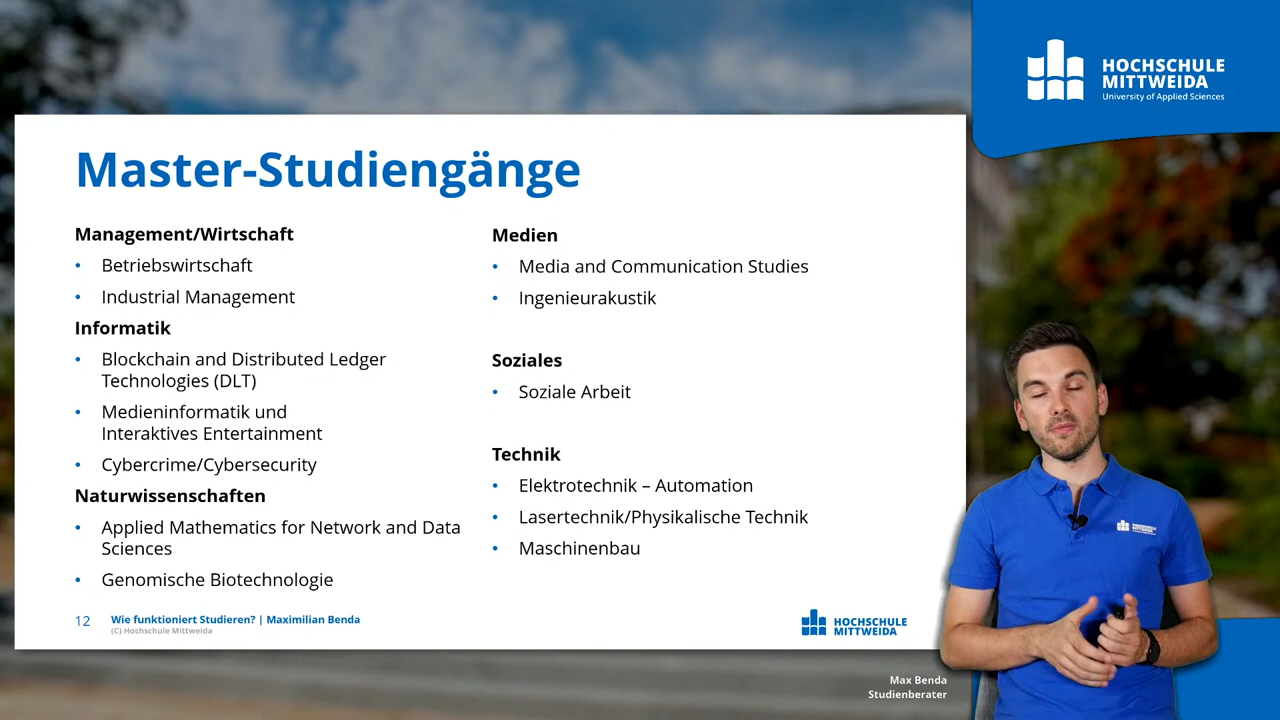 HOCHSCHULE
MITTWEIDA
University of Applied Sciences
Master-Studiengänge
Management/Wirtschaft
• Betriebswirtschaft
• Industrial Management
Informatik
• Blockchain and Distributed Ledger
Technologies (DLT)
• Medieninformatik und
Interaktives Entertainment
• Cybercrime/Cybersecurity
Naturwissenschaften
• Applied Mathematics for Network and Data
Sciences
• Genomische Biotechnologie
Medien
• Media and Communication Studies
• Ingenieurakustik
Soziales
• Soziale Arbeit
Technik
• Elektrotechnik – Automation
• Lasertechnik/Physikalische Technik
• Maschinenbau
12
Wie funktioniert Studieren? | Maximilian Benda
(C) Hochschule Mittweida
HOCHSCHULE
MITTWEIDA
Max Benda
Studienberater
HOCHSCHULE
MITTWEIDA